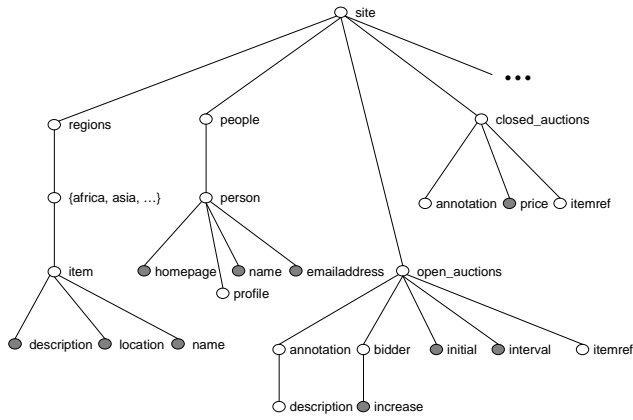 site
...
regions
people
closed_auctions
{africa, asia, …}
person
annotation
price
itemref
item
homepage
name
emailaddress
open_auctions
profile
description
location
name
annotation
bidder
initial
interval
itemref
description
increase